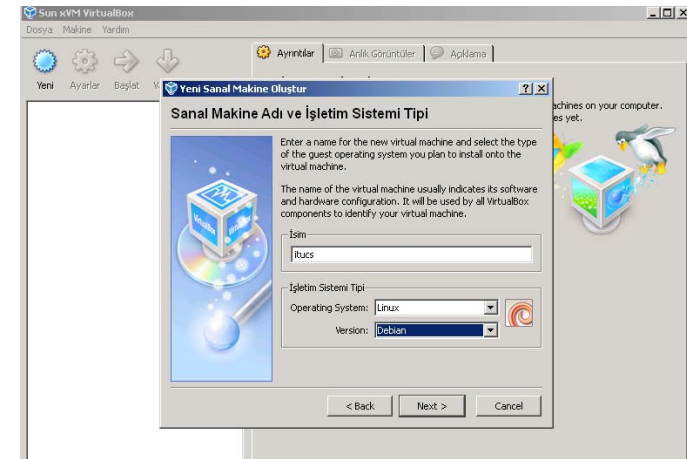 Sun xVM VirtualBox
Dosya Makine Yardım
Yeni Ayarlar Başlat
Ayrıntılar Anlık Görüntüler Açıklama
achines on your computer.
es yet.
Yeni Sanal Makine Oluştur
Sanal Makine Adı ve İşletim Sistemi Tipi
Enter a name for the new virtual machine and select the type
of the guest operating system you plan to install onto the
virtual machine.
The name of the virtual machine usually indicates its software
and hardware configuration. It will be used by all VirtualBox
components to identify your virtual machine.
İsim
itucs
İşletim Sistemi Tipi
Operating System: Linux
Version: Debian
< Back Next > Cancel